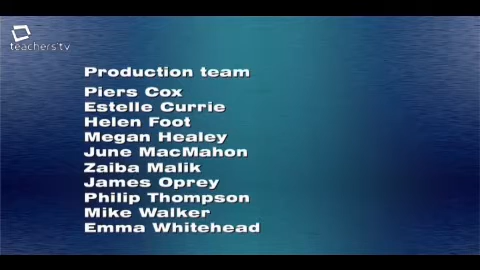 teachers'tv
Production team
Piers Cox
Estelle Currie
Helen Foot
Megan Healey
June MacMahon
Zaiba Malik
James Oprey
Philip Thompson
Mike Walker
Emma Whitehead